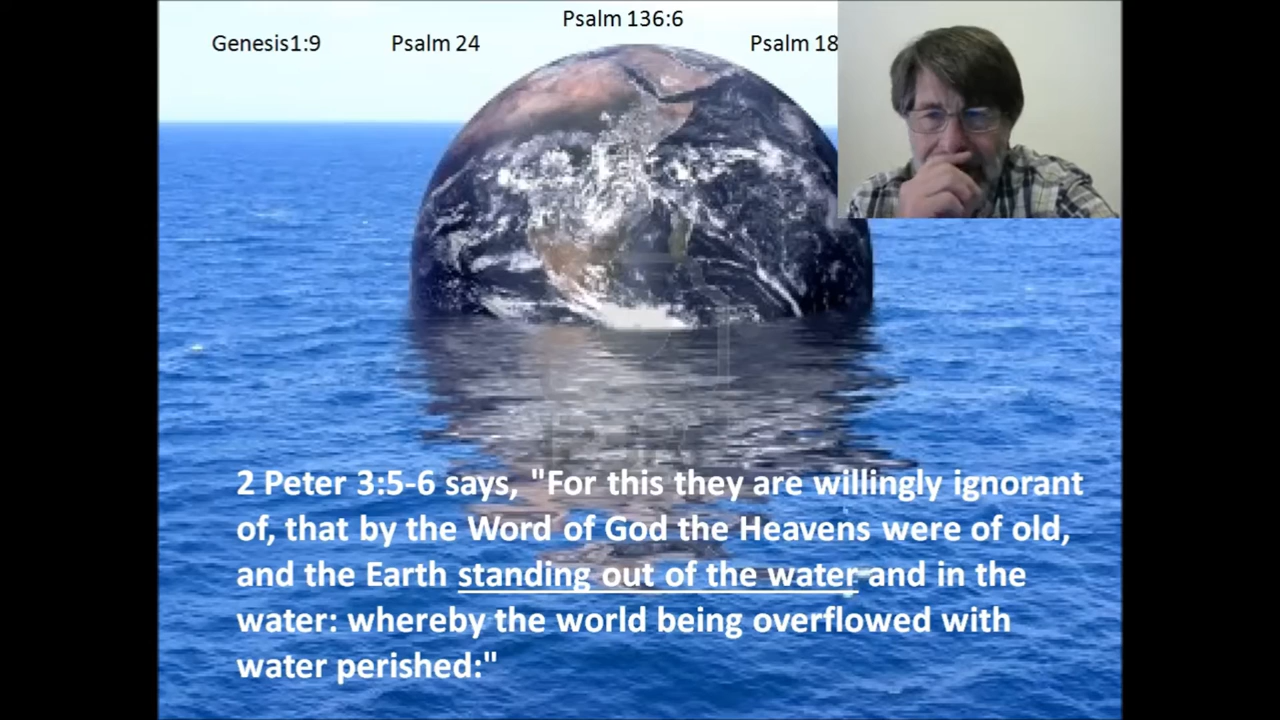 Psalm 136:6
Genesis1:9 Psalm 24 Psalm 18
2 Peter 3:5-6 says, "For this they are willingly ignorant
of, that by the Word of God the Heavens were of old,
and the Earth standing out of the water and in the
water: whereby the world being overflowed with
water perished:"